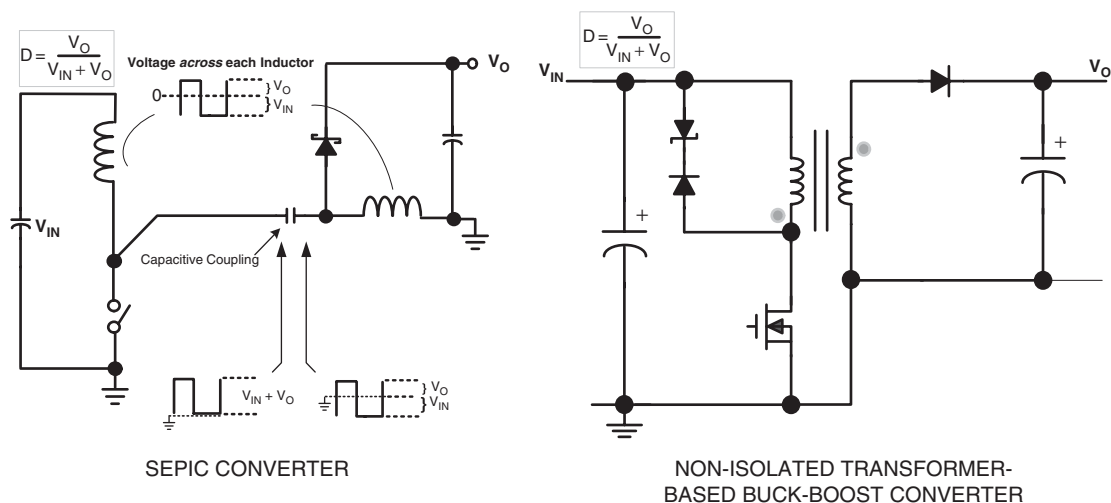 D = V_O / (V_IN + V_O)
Voltage across each Inductor
V_O
0
V_O
V_IN
V_IN
Capacitive Coupling
V_IN + V_O
V_O
V_IN
SEPIC CONVERTER
D = V_O / (V_IN + V_O)
V_IN
V_O
+
+
NON-ISOLATED TRANSFORMER-
BASED BUCK-BOOST CONVERTER